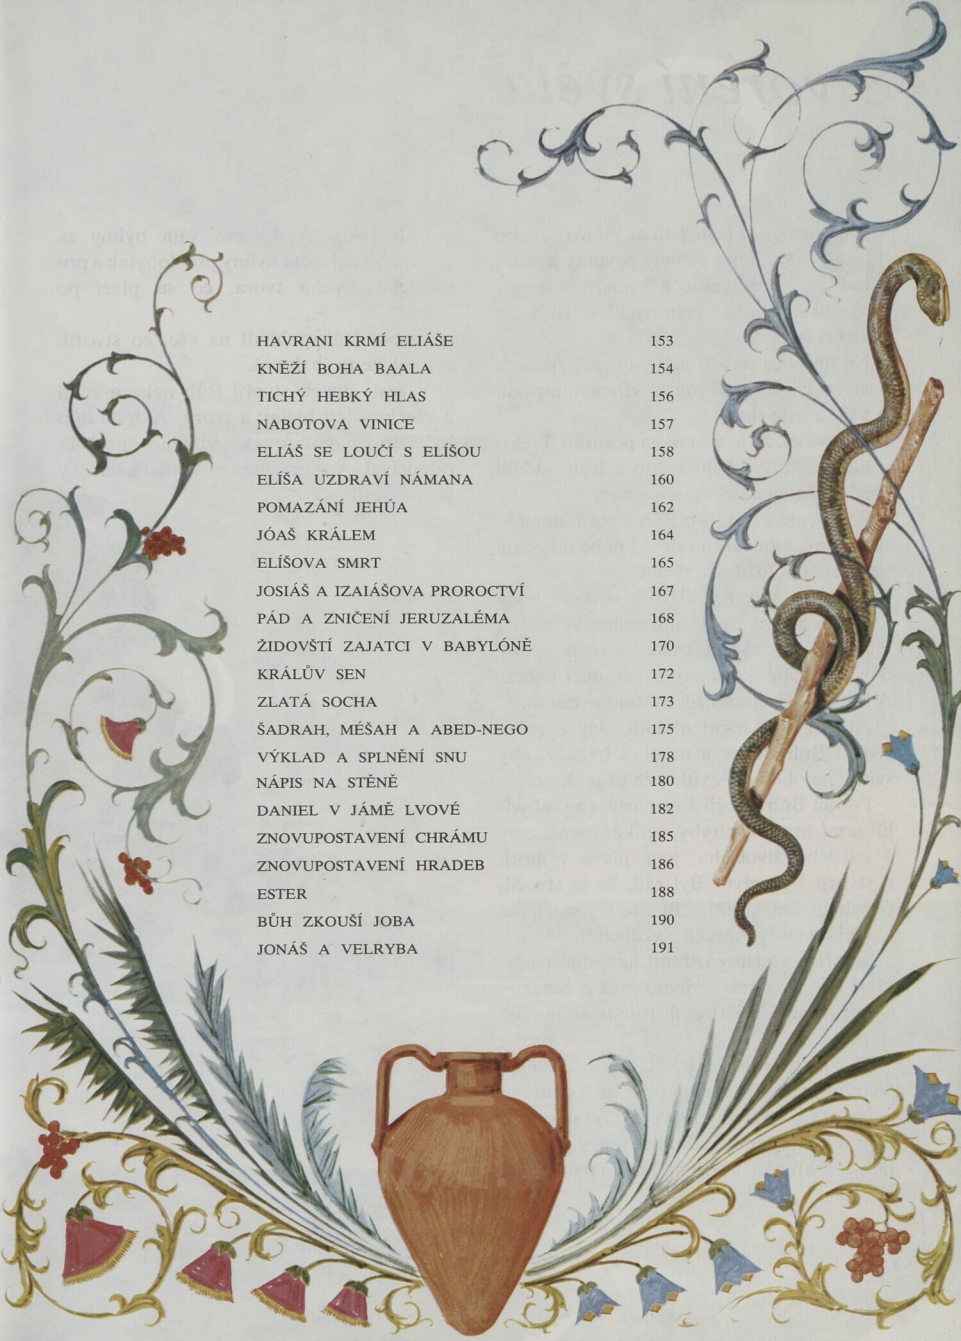 HAVRANI KRMÍ ELIÁŠE 153
KNĚŽÍ BOHA BAALA 154
TICHÝ HEBKÝ HLAS 156
NABOTOVA VINICE 157
ELIÁŠ SE LOUČÍ S ELÍŠOU 158
ELÍŠA UZDRAVÍ NÁMANA 160
POMAZÁNÍ JEHÚA 162
JÓAŠ KRÁLEM 164
ELÍŠOVA SMRT 165
JOSIÁŠ A IZAIÁŠOVA PROROCTVÍ 167
PÁD A ZNIČENÍ JERUZALÉMA 168
ŽIDOVŠTÍ ZAJATCI V BABYLÓNĚ 170
KRÁLŮV SEN 172
ZLATÁ SOCHA 173
ŠADRAH, MÉŠAH A ABED-NEGO 175
VÝKLAD A SPLNĚNÍ SNU 178
NÁPIS NA STĚNĚ 180
DANIEL V JÁMĚ LVOVÉ 182
ZNOVUPOSTAVENÍ CHRÁMU 185
ZNOVUPOSTAVENÍ HRADEB 186
ESTER 188
BŮH ZKOUŠÍ JOBA 190
JONÁŠ A VELRYBA 191